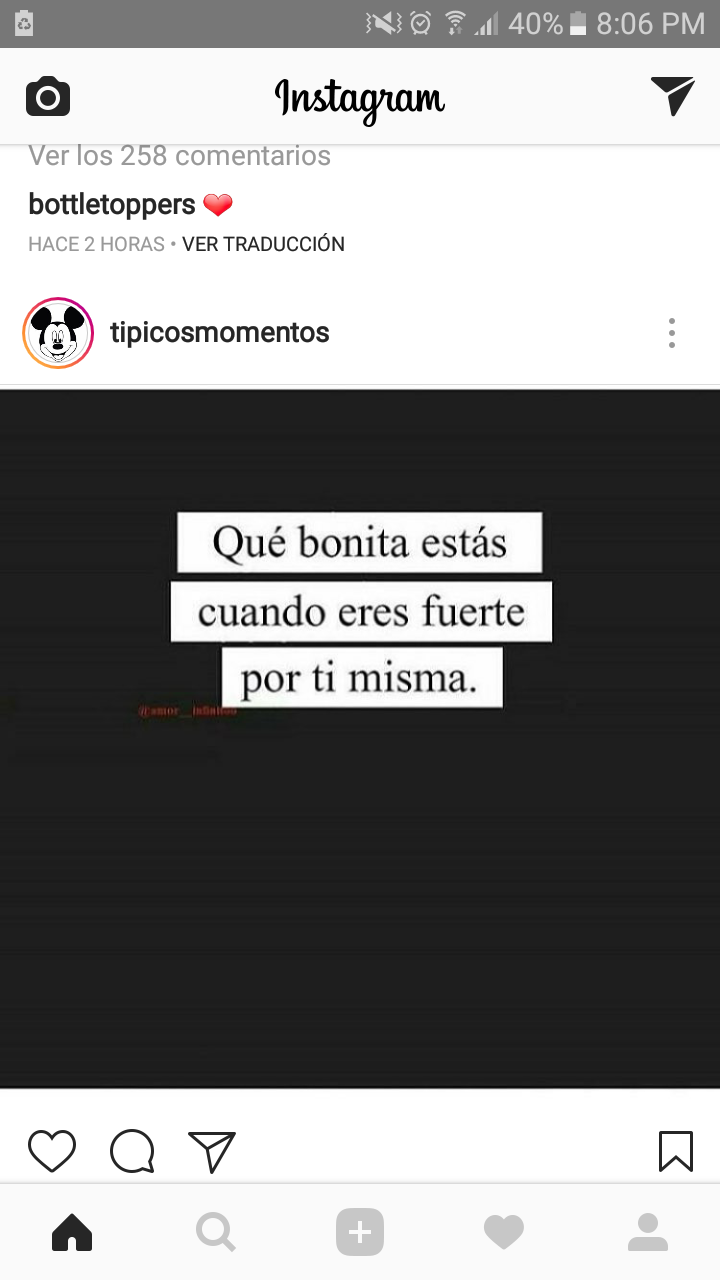 40% 8:06 PM
Instagram
Ver los 258 comentarios
bottletoppers
HACE 2 HORAS • VER TRADUCCIÓN
tipicosmomentos
Qué bonita estás
cuando eres fuerte
por ti misma.